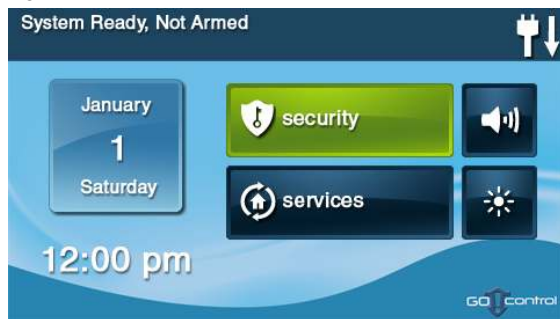 System Ready, Not Armed
January
1
Saturday
12:00 pm
security
services
GO!control